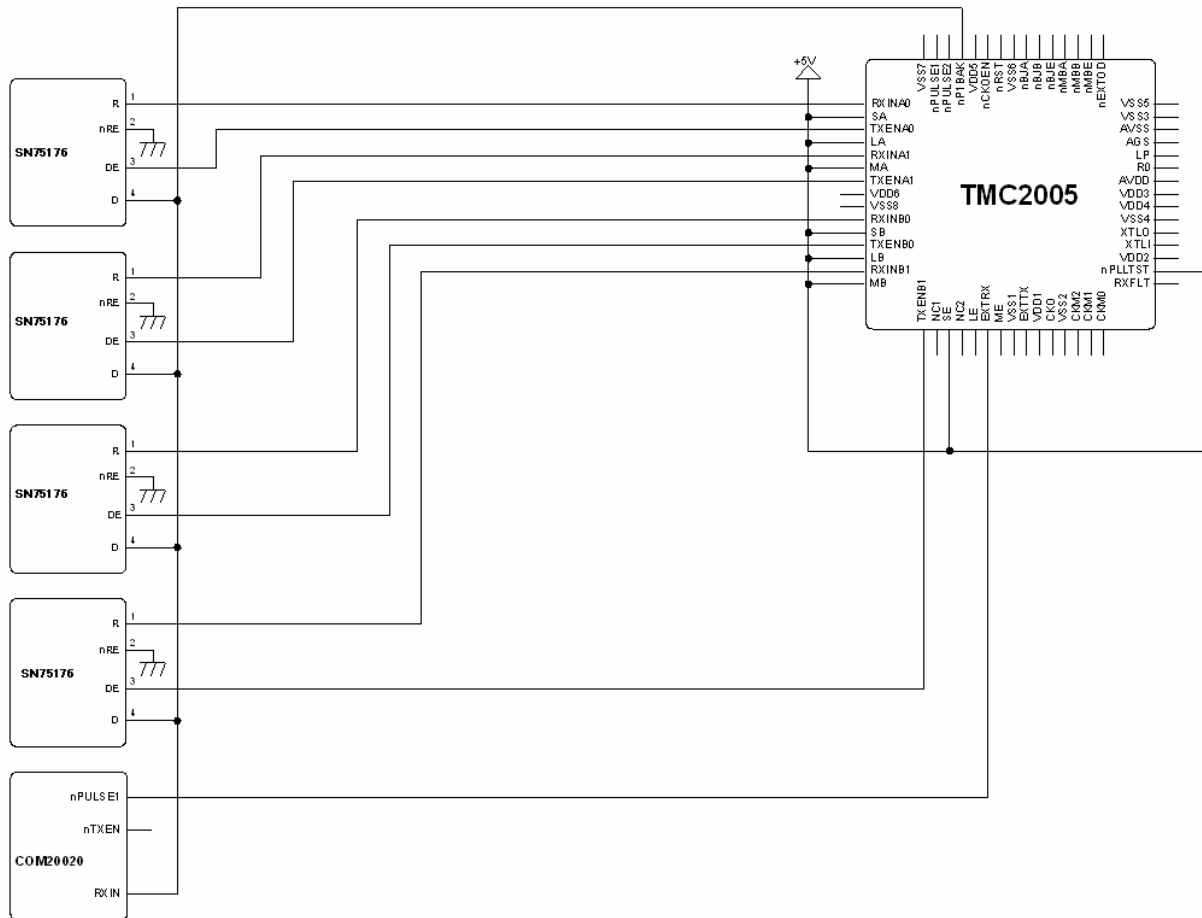 +5V
VSS7
nPULSE1
nPULSE2
nP1BAK
VDD5
nCKOEN
nRST
VSS6
nBJA
nBJB
nBJE
nMBA
nMBB
nMBE
nEXTOD
RXINA0
SA
TXENA0
LA
RXINA1
MA
TXENA1
VDD6
VSS8
RXINB0
SB
TXENB0
LB
RXINB1
MB
TMC2005
VSS5
VSS3
AVSS
AGS
LP
R0
AVDD
VDD3
VDD4
VSS4
XTLO
XTLI
VDD2
nPLLTST
RXFLT
TXENB1
NC1
SE
NC2
LE
EXTRX
ME
VSS1
EXTTX
VDD1
CKO
VSS2
CKM2
CKM1
CKM0
R 1
nRE 2
SN75176
DE 3
D 4
R 1
nRE 2
SN75176
DE 3
D 4
R 1
nRE 2
SN75176
DE 3
D 4
R 1
nRE 2
SN75176
DE 3
D 4
nPULSE1
nTXEN
COM20020
RXIN